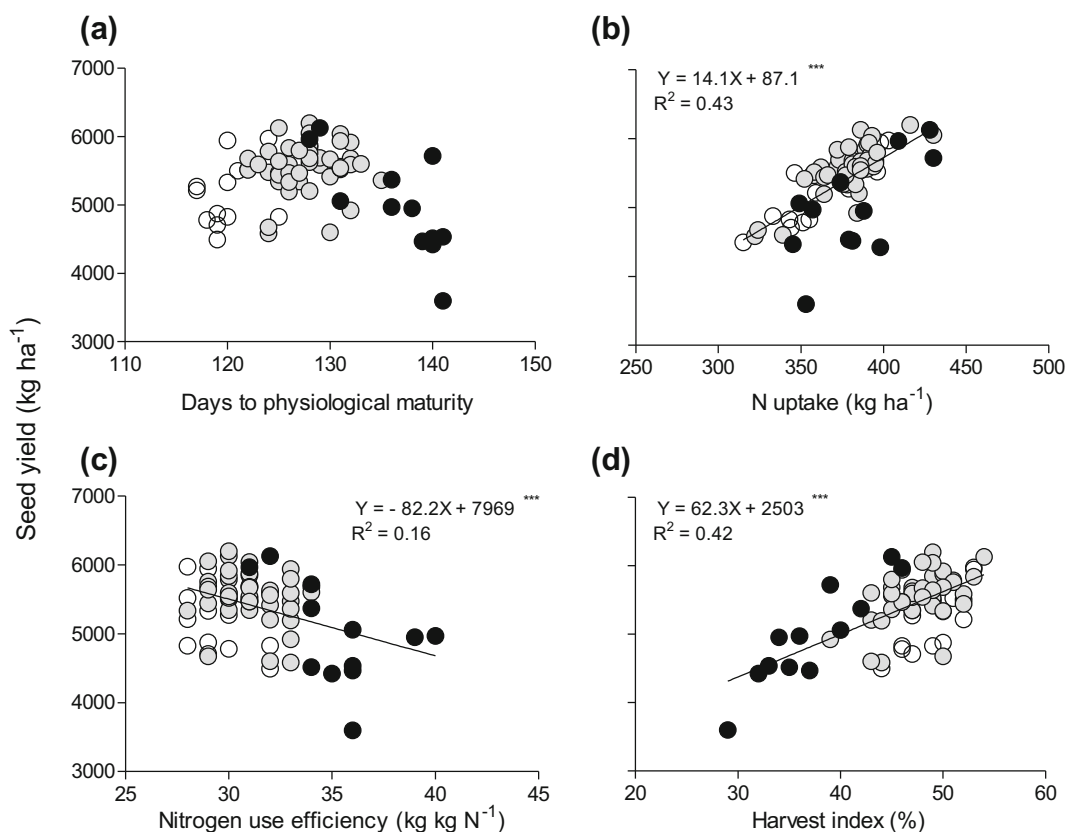 (a)
(b)
7000
6000
5000
4000
3000
110
120
130
140
150
Days to physiological maturity
Y = 14.1X + 87.1 ***
R² = 0.43
250
300
350
400
450
500
N uptake (kg ha⁻¹)
Seed yield (kg ha⁻¹)
(c)
(d)
7000
6000
5000
4000
3000
Y = - 82.2X + 7969 ***
R² = 0.16
25
30
35
40
45
Nitrogen use efficiency (kg kg N⁻¹)
Y = 62.3X + 2503 ***
R² = 0.42
20
30
40
50
60
Harvest index (%)